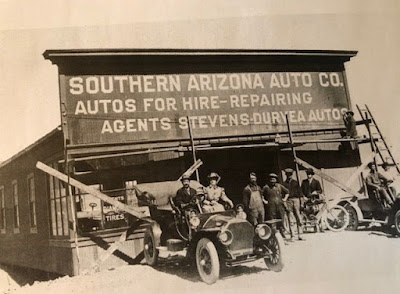 SOUTHERN ARIZONA AUTO CO.
AUTOS FOR HIRE-REPAIRING
AGENTS STEVENS-DURYEA AUTOS
TIRES